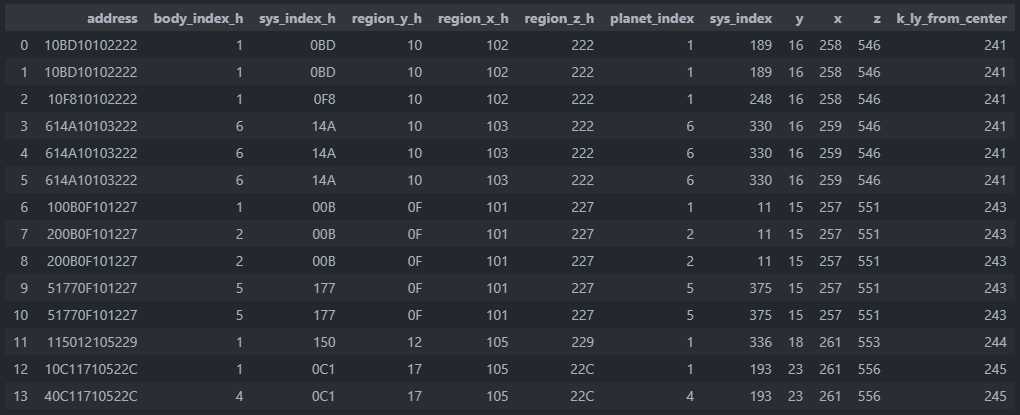 address body_index_h sys_index_h region_y_h region_x_h region_z_h planet_index sys_index y x z k_ly_from_center
0 10BD10102222 1 0BD 10 102 222 1 189 16 258 546 241
1 10BD10102222 1 0BD 10 102 222 1 189 16 258 546 241
2 10F810102222 1 0F8 10 102 222 1 248 16 258 546 241
3 614A10103222 6 14A 10 103 222 6 330 16 259 546 241
4 614A10103222 6 14A 10 103 222 6 330 16 259 546 241
5 614A10103222 6 14A 10 103 222 6 330 16 259 546 241
6 100B0F101227 1 00B 0F 101 227 1 11 15 257 551 243
7 200B0F101227 2 00B 0F 101 227 2 11 15 257 551 243
8 200B0F101227 2 00B 0F 101 227 2 11 15 257 551 243
9 51770F101227 5 177 0F 101 227 5 375 15 257 551 243
10 51770F101227 5 177 0F 101 227 5 375 15 257 551 243
11 115012105229 1 150 12 105 229 1 336 18 261 553 244
12 10C11710522C 1 0C1 17 105 22C 1 193 23 261 556 245
13 40C11710522C 4 0C1 17 105 22C 4 193 23 261 556 245